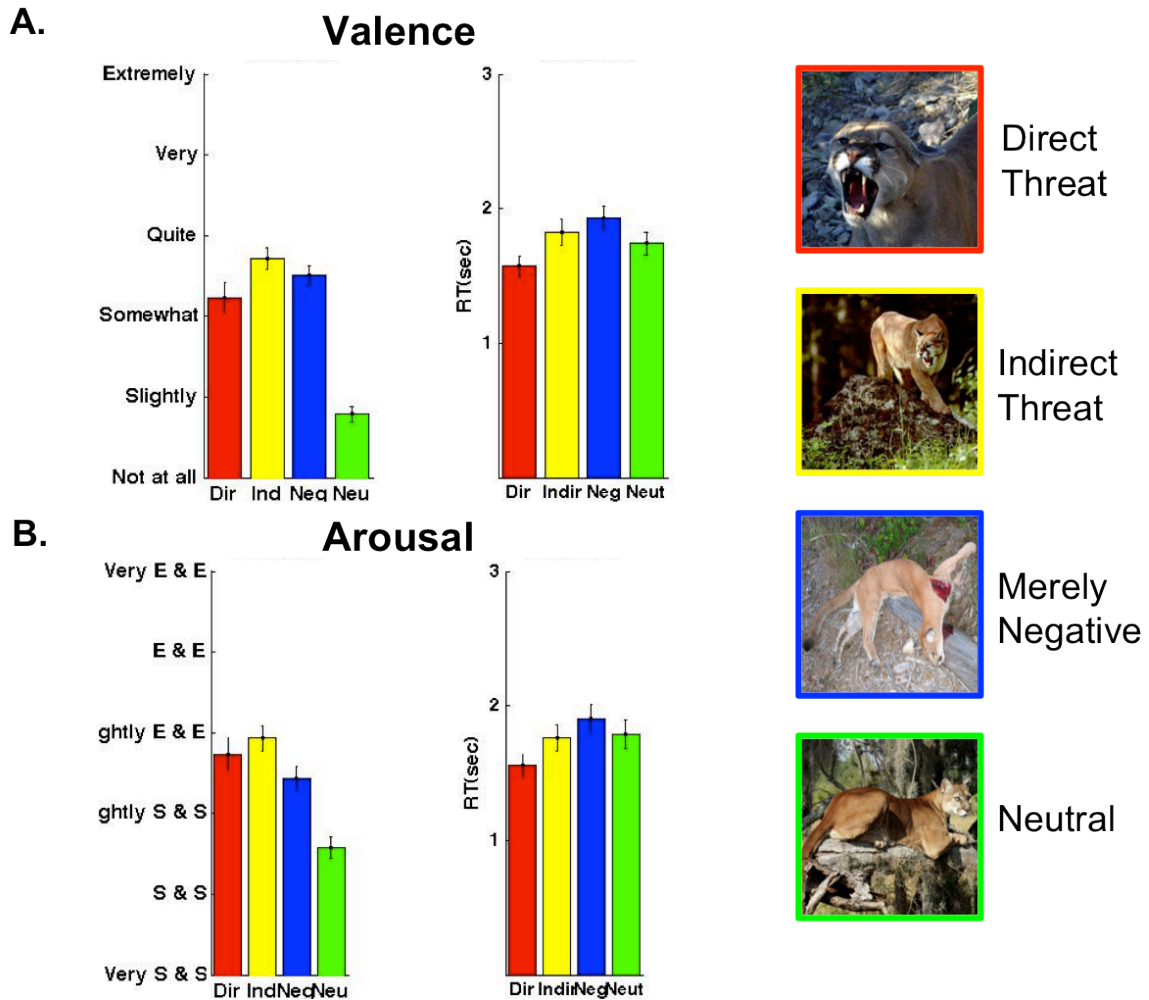 A.
Valence
Extremely
Very
Quite
Somewhat
Slightly
Not at all
Dir Ind Neg Neu
3
2
1
RT(sec)
Dir Indir Neg Neut
B.
Arousal
Very E & E
E & E
ghtly E & E
ghtly S & S
S & S
Very S & S
Dir Ind Neg Neu
3
2
1
RT(sec)
Dir Indir Neg Neut
Direct
Threat
Indirect
Threat
Merely
Negative
Neutral